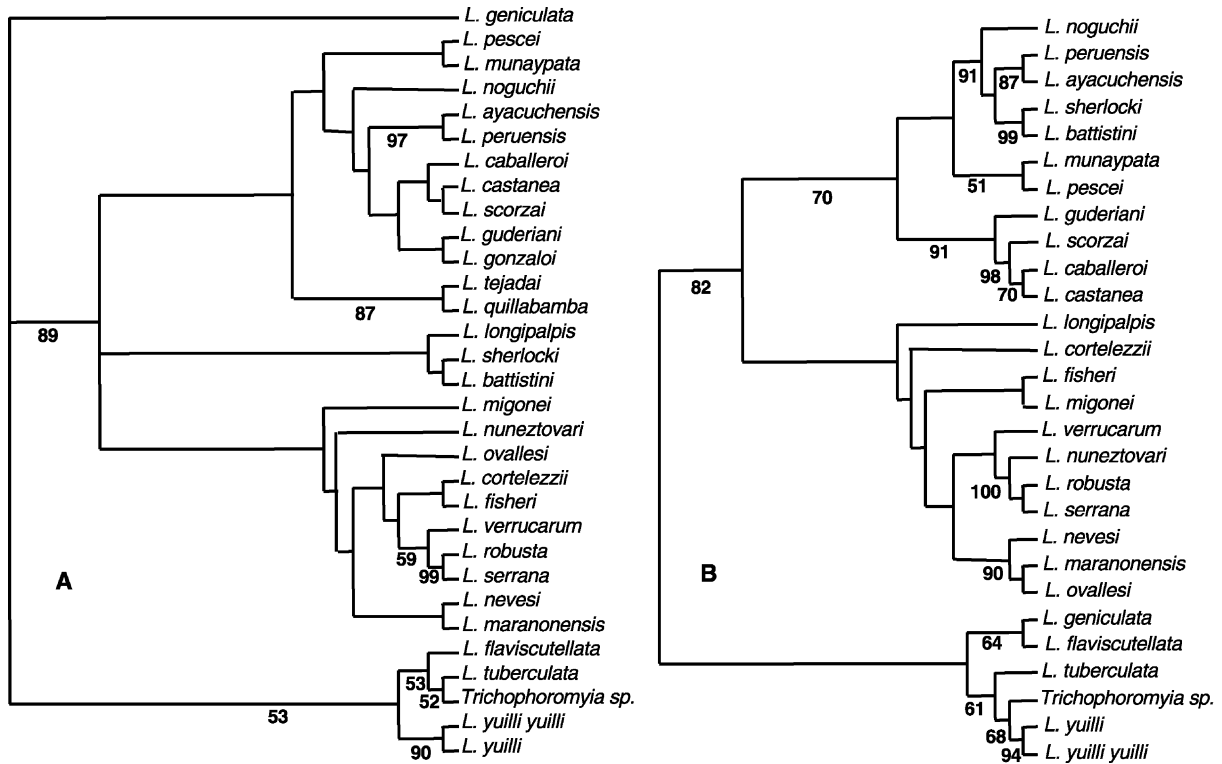 L. geniculata
L. pescei
L. munaypata
L. noguchii
L. ayacuchensis
97
L. peruensis
L. caballeroi
L. castanea
L. scorzai
L. guderiani
L. gonzaloi
L. tejadai
L. quillabamba
87
89
L. longipalpis
L. sherlocki
L. battistini
L. migonei
L. nuneztovari
L. ovallesi
L. cortelezzii
L. fisheri
L. verrucarum
59
L. robusta
99
L. serrana
A
L. nevesi
L. maranonensis
L. flaviscutellata
L. tuberculata
53
52
Trichophoromyia sp.
53
L. yuilli yuilli
L. yuilli
90
L. noguchii
L. peruensis
91
87
L. ayacuchensis
L. sherlocki
99
L. battistini
L. munaypata
51
L. pescei
70
L. guderiani
91
L. scorzai
98
L. caballeroi
70
L. castanea
82
L. longipalpis
L. cortelezzii
L. fisheri
L. migonei
L. verrucarum
L. nuneztovari
100
L. robusta
L. serrana
L. nevesi
B
90
L. maranonensis
L. ovallesi
L. geniculata
64
L. flaviscutellata
L. tuberculata
61
Trichophoromyia sp.
68
L. yuilli
94
L. yuilli yuilli